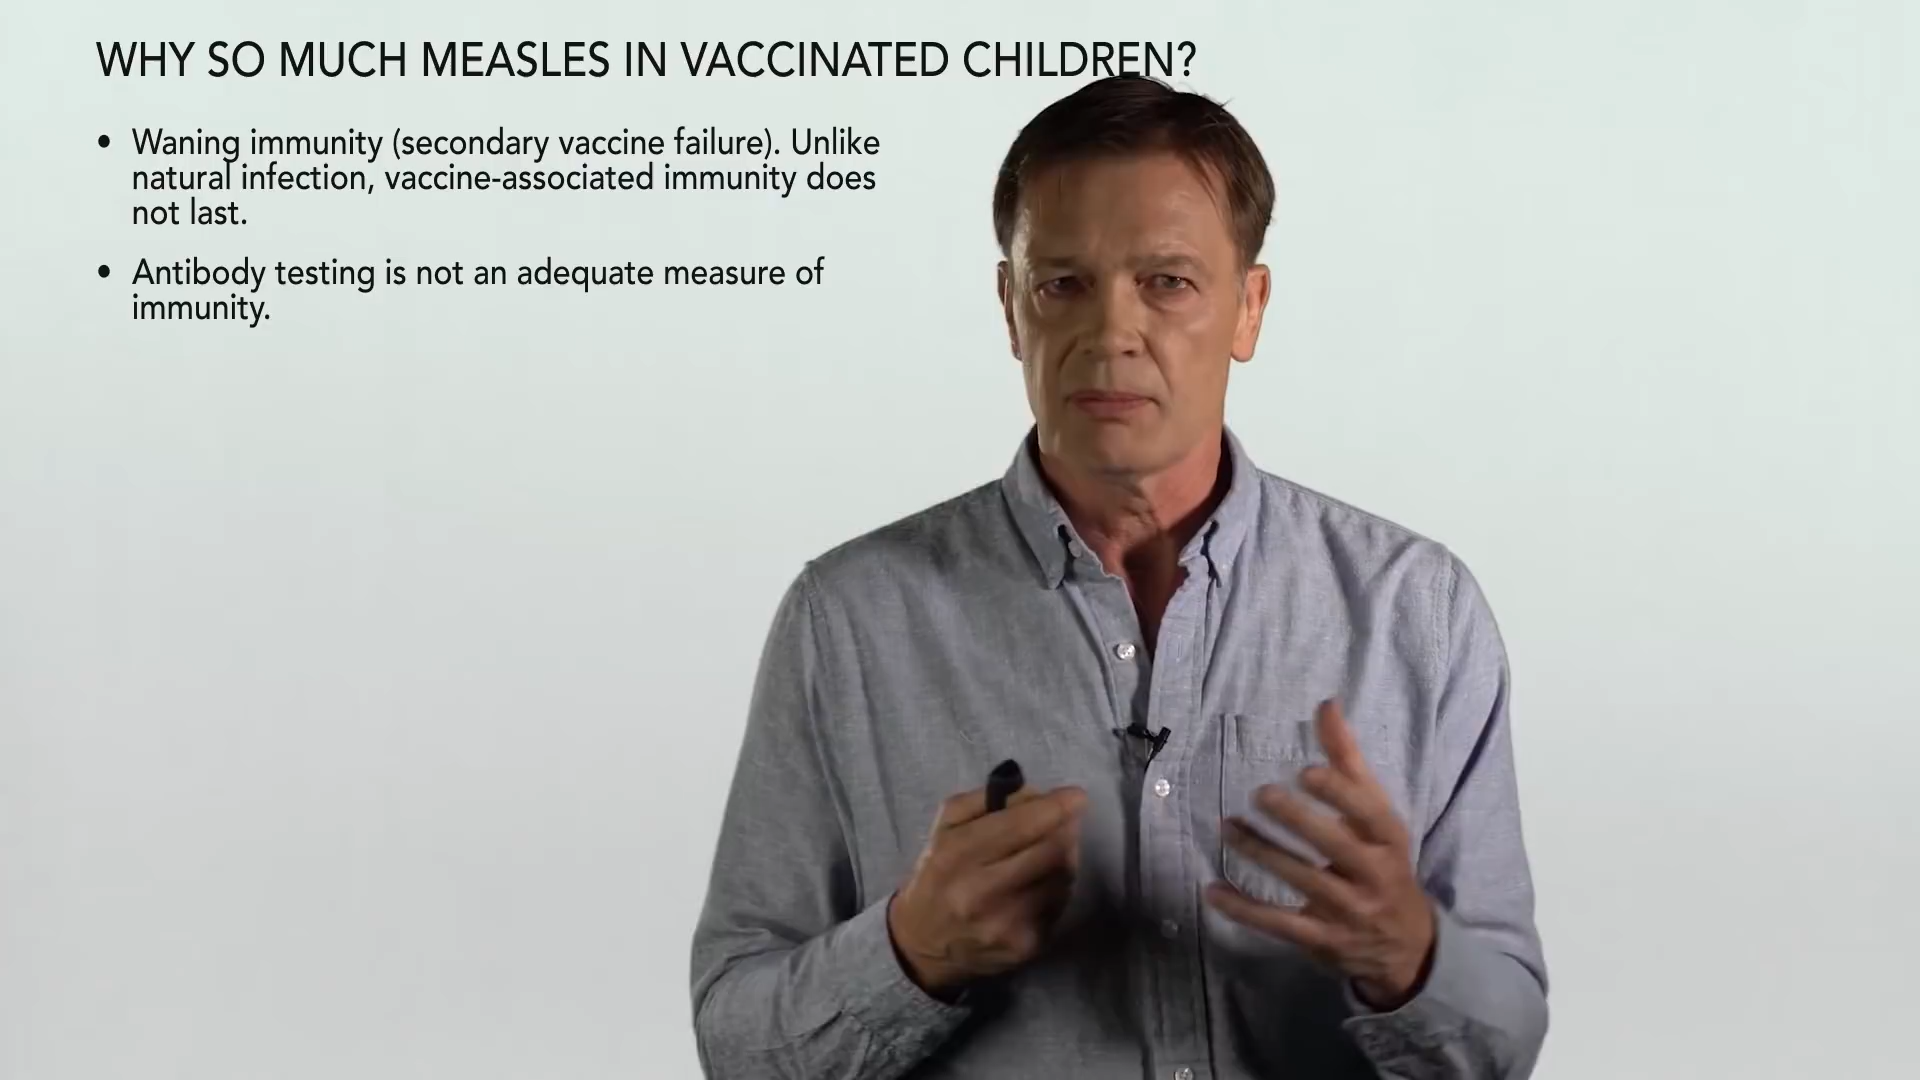 WHY SO MUCH MEASLES IN VACCINATED CHILDREN?
• Waning immunity (secondary vaccine failure). Unlike
natural infection, vaccine-associated immunity does
not last.
• Antibody testing is not an adequate measure of
immunity.